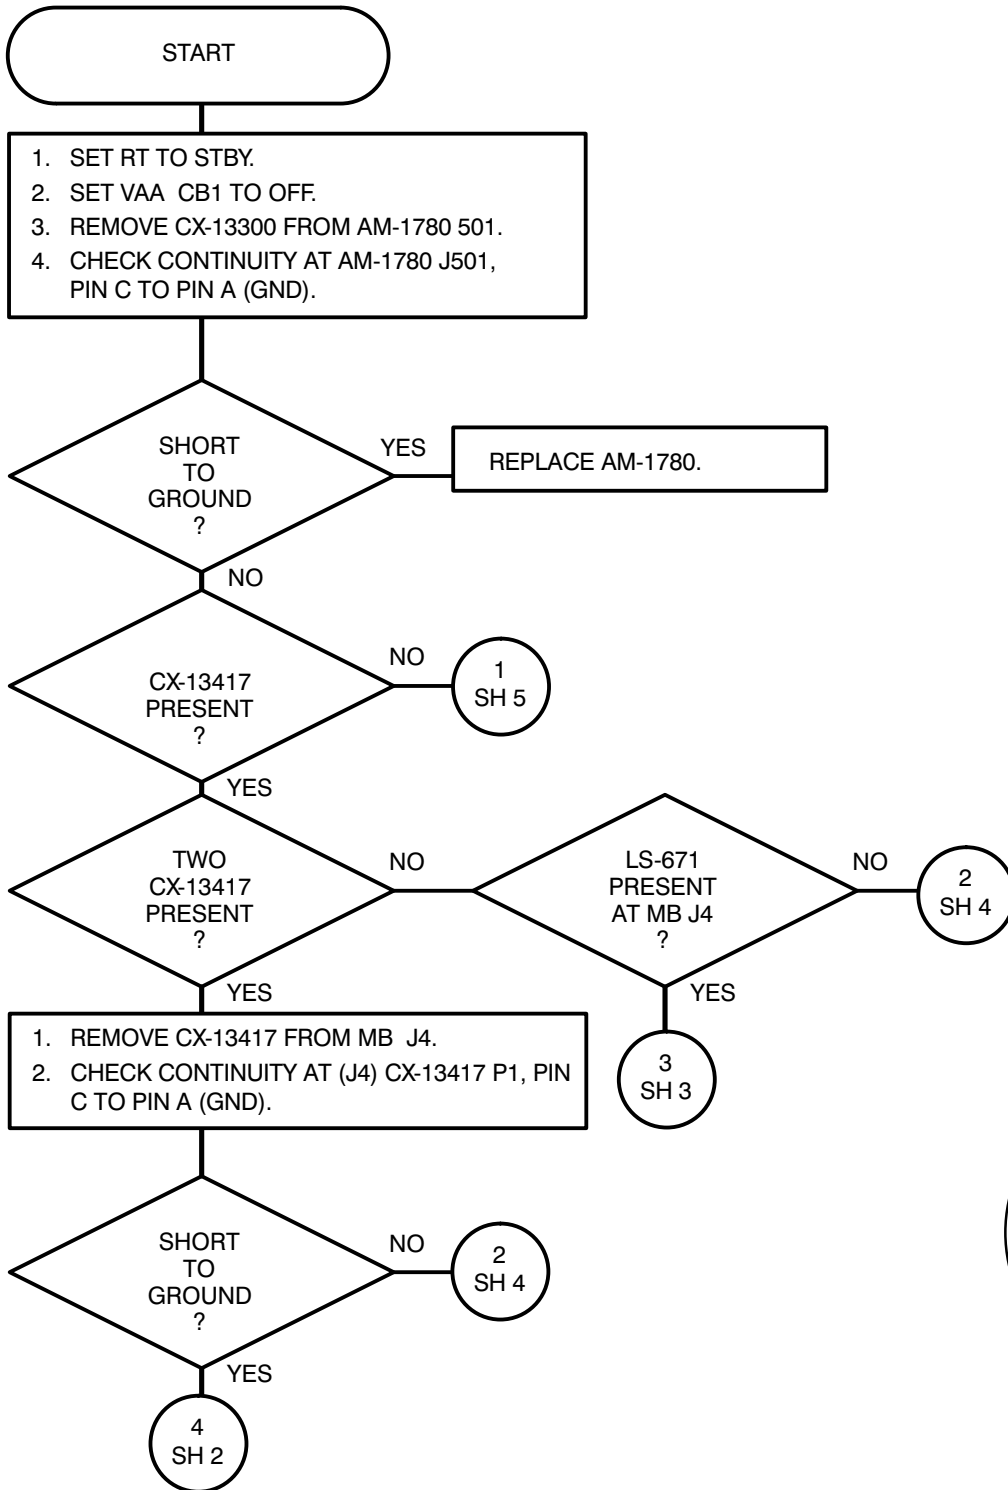 START
1. SET RT TO STBY.
2. SET VAA CB1 TO OFF.
3. REMOVE CX-13300 FROM AM-1780 501.
4. CHECK CONTINUITY AT AM-1780 J501,
PIN C TO PIN A (GND).
SHORT
TO
GROUND
?
YES
REPLACE AM-1780.
NO
CX-13417
PRESENT
?
NO
1
SH 5
YES
TWO
CX-13417
PRESENT
?
NO
LS-671
PRESENT
AT MB J4
?
NO
2
SH 4
YES
3
SH 3
YES
1. REMOVE CX-13417 FROM MB J4.
2. CHECK CONTINUITY AT (J4) CX-13417 P1, PIN
C TO PIN A (GND).
SHORT
TO
GROUND
?
NO
2
SH 4
YES
4
SH 2